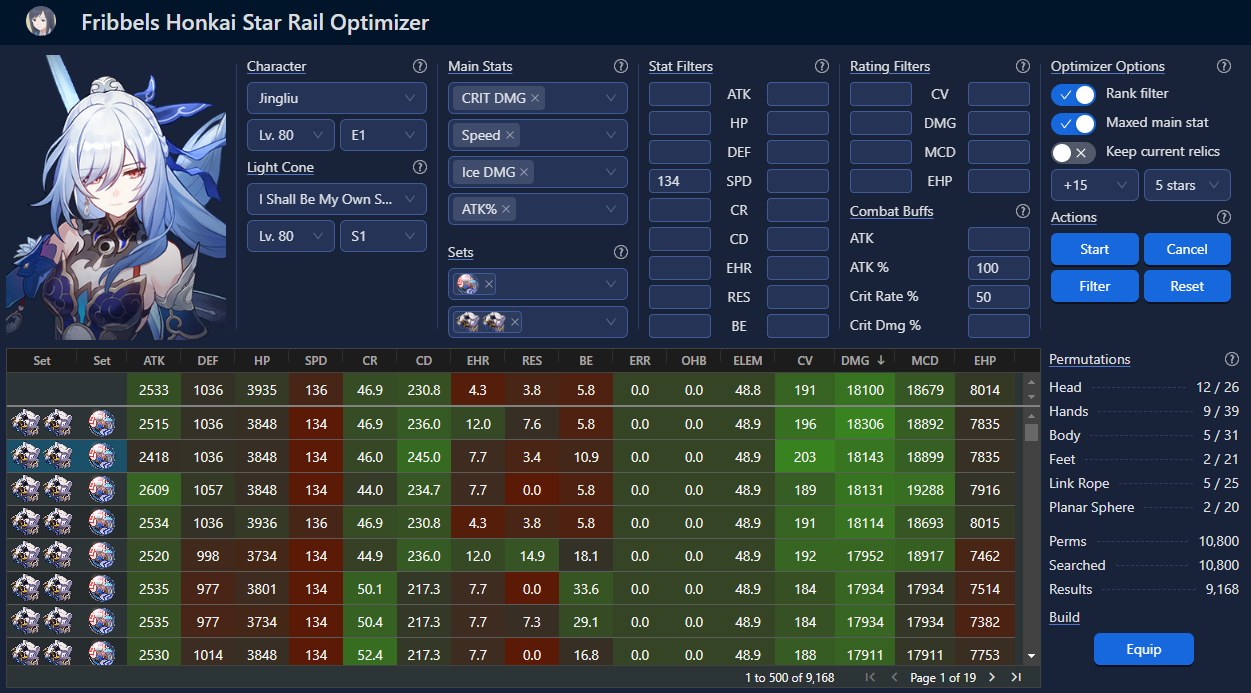 Fribbels Honkai Star Rail Optimizer
Character
Jingliu
Lv. 80 E1
Light Cone
I Shall Be My Own S...
Lv. 80 S1
Main Stats
CRIT DMG
Speed
Ice DMG
ATK%
Sets
Stat Filters
ATK
HP
DEF
134 SPD
CR
CD
EHR
RES
BE
Rating Filters
CV
DMG
MCD
EHP
Combat Buffs
ATK
ATK % 100
Crit Rate % 50
Crit Dmg %
Optimizer Options
Rank filter
Maxed main stat
Keep current relics
+15 5 stars
Actions
Start Cancel
Filter Reset
Set Set ATK DEF HP SPD CR CD EHR RES BE ERR OHB ELEM CV DMG MCD EHP
2533 1036 3935 136 46.9 230.8 4.3 3.8 5.8 0.0 0.0 48.8 191 18100 18679 8014
2515 1036 3848 134 46.9 236.0 12.0 7.6 5.8 0.0 0.0 48.9 196 18306 18892 7835
2418 1036 3848 134 46.0 245.0 7.7 3.4 10.9 0.0 0.0 48.9 203 18143 18899 7835
2609 1057 3848 134 44.0 234.7 7.7 0.0 5.8 0.0 0.0 48.9 189 18131 19288 7916
2534 1036 3936 134 46.9 230.8 4.3 3.8 5.8 0.0 0.0 48.9 191 18114 18693 8015
2520 998 3734 134 44.9 236.0 12.0 14.9 18.1 0.0 0.0 48.9 192 17952 18917 7462
2535 977 3801 134 50.1 217.3 7.7 0.0 33.6 0.0 0.0 48.9 184 17934 17934 7514
2535 977 3734 134 50.4 217.3 7.7 7.3 29.1 0.0 0.0 48.9 184 17934 17934 7382
2530 1014 3848 134 52.4 217.3 7.7 0.0 16.8 0.0 0.0 48.9 188 17911 17911 7753
1 to 500 of 9,168 Page 1 of 19
Permutations
Head 12 / 26
Hands 9 / 39
Body 5 / 31
Feet 2 / 21
Link Rope 5 / 25
Planar Sphere 2 / 20
Perms 10,800
Searched 10,800
Results 9,168
Build
Equip